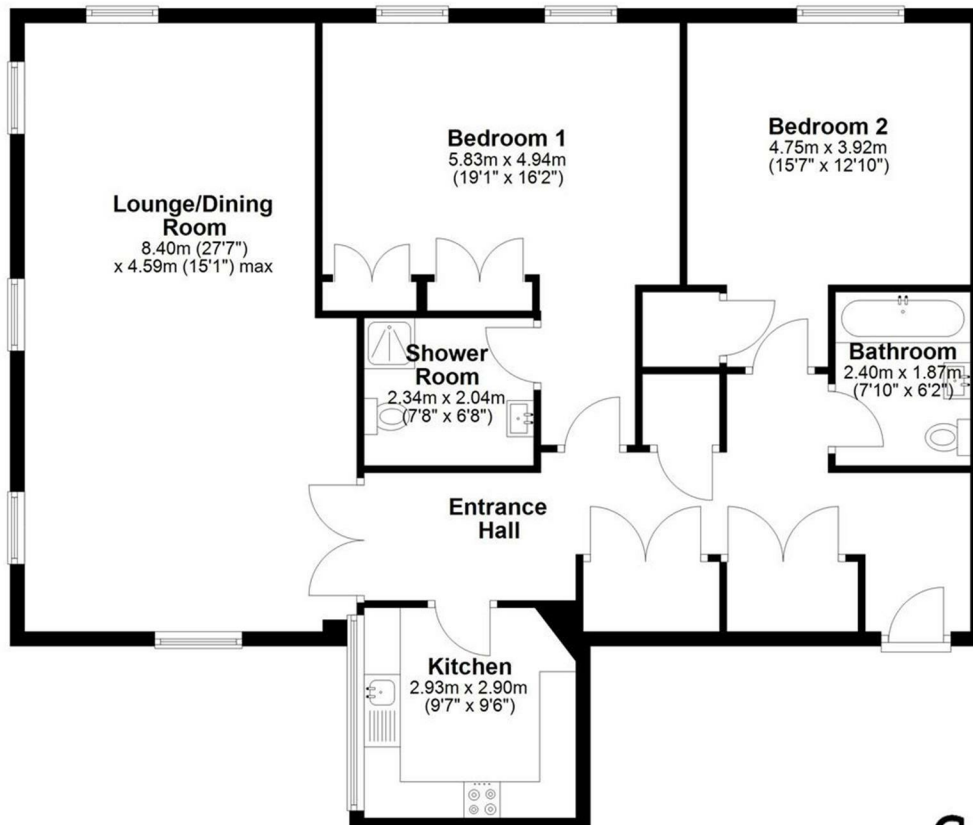 Lounge/Dining
Room
8.40m (27'7")
x 4.59m (15'1") max
Bedroom 1
5.83m x 4.94m
(19'1" x 16'2")
Bedroom 2
4.75m x 3.92m
(15'7" x 12'10")
Shower
Room
2.34m x 2.04m
(7'8" x 6'8")
Bathroom
2.40m x 1.87m
(7'10" x 6'2")
Entrance
Hall
Kitchen
2.93m x 2.90m
(9'7" x 9'6")